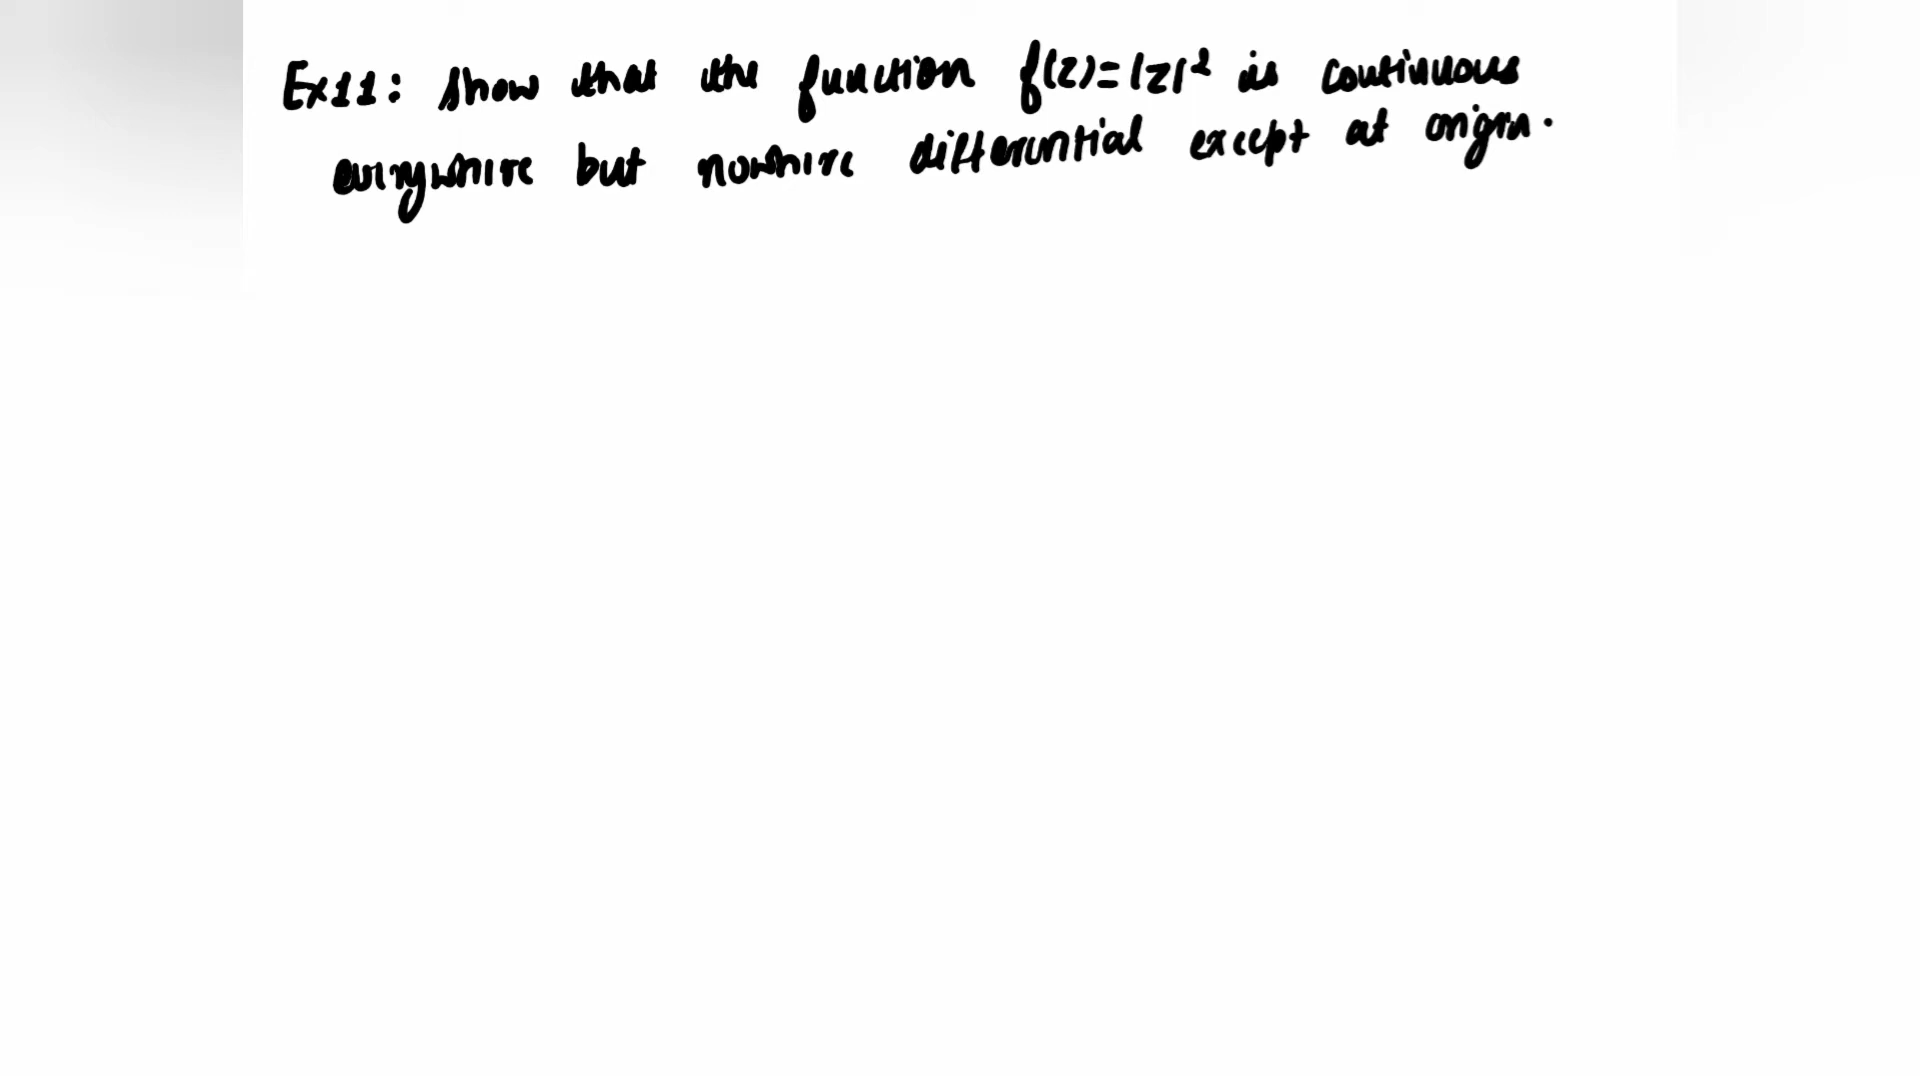 Ex11: show that the function f(z)=|z|² is continuous
everywhere but nowhere differential except at origin.